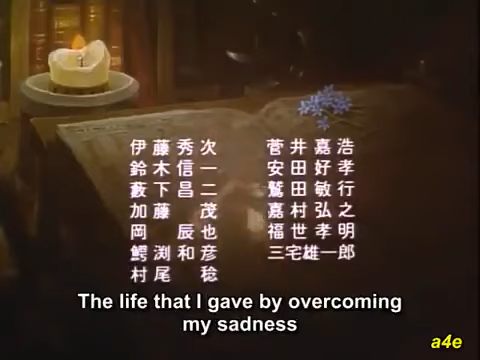 伊藤秀次 菅井嘉浩
鈴木信一 安田好孝
薮下昌二 鷲田敏行
加藤茂 嘉村弘之
岡辰也 福世孝明
鰐渕和彦 三宅雄一郎
村尾稔
The life that I gave by overcoming
my sadness
a4e